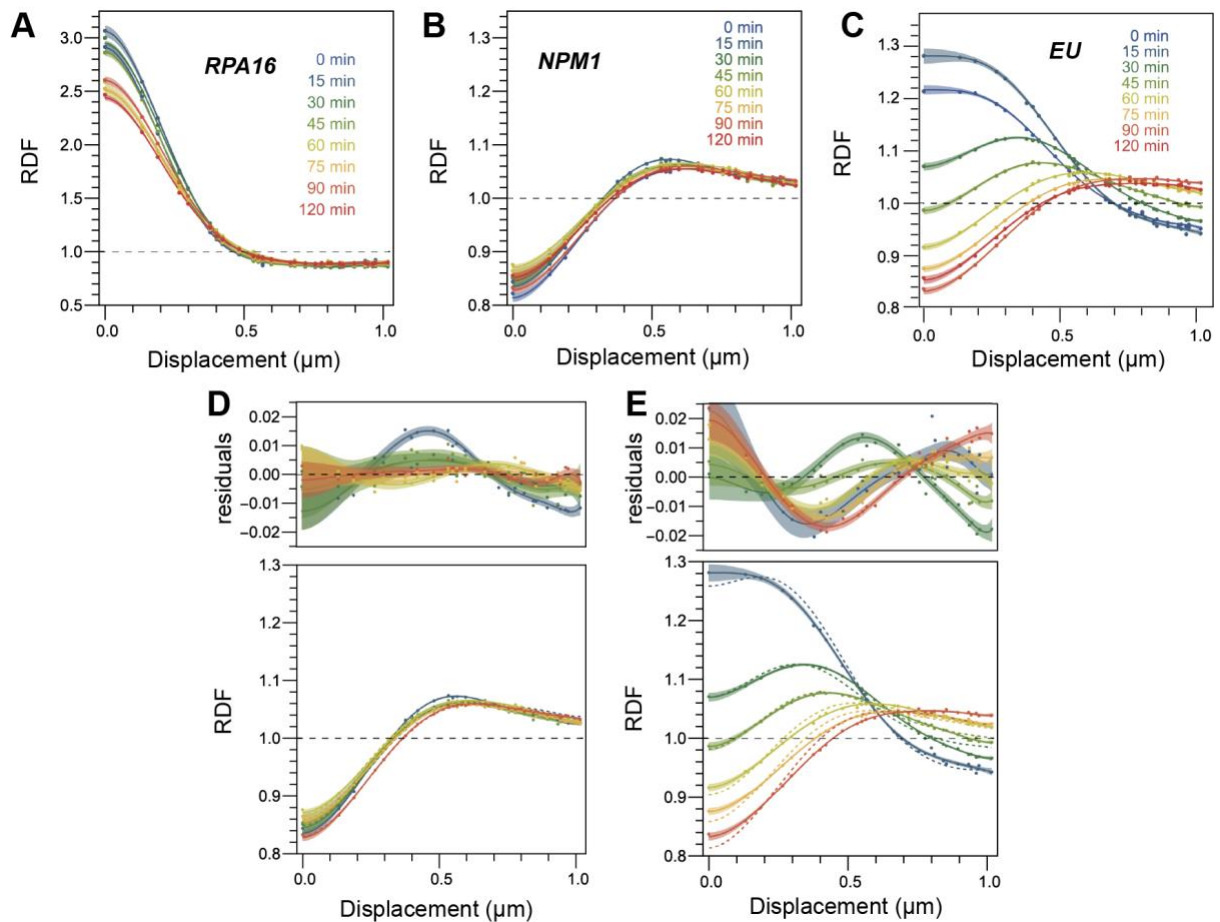 A
RPA16
0 min
15 min
30 min
45 min
60 min
75 min
90 min
120 min
RDF
3.0
2.5
2.0
1.5
1.0
0.5
0.0
0.5
1.0
Displacement (μm)
B
NPM1
0 min
15 min
30 min
45 min
60 min
75 min
90 min
120 min
RDF
1.3
1.2
1.1
1.0
0.9
0.8
0.0
0.5
1.0
Displacement (μm)
C
EU
0 min
15 min
30 min
45 min
60 min
75 min
90 min
120 min
RDF
1.3
1.2
1.1
1.0
0.9
0.8
0.0
0.5
1.0
Displacement (μm)
D
residuals
0.02
0.01
0.00
−0.01
−0.02
RDF
1.3
1.2
1.1
1.0
0.9
0.8
0.0
0.5
1.0
Displacement (μm)
E
residuals
0.02
0.01
0.00
−0.01
−0.02
RDF
1.3
1.2
1.1
1.0
0.9
0.8
0.0
0.5
1.0
Displacement (μm)